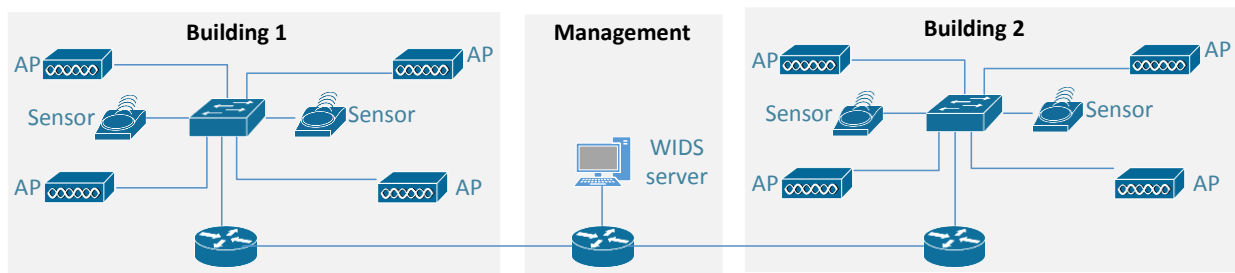 Building 1
AP
AP
Sensor
Sensor
AP
AP
Management
WIDS
server
Building 2
AP
AP
Sensor
Sensor
AP
AP